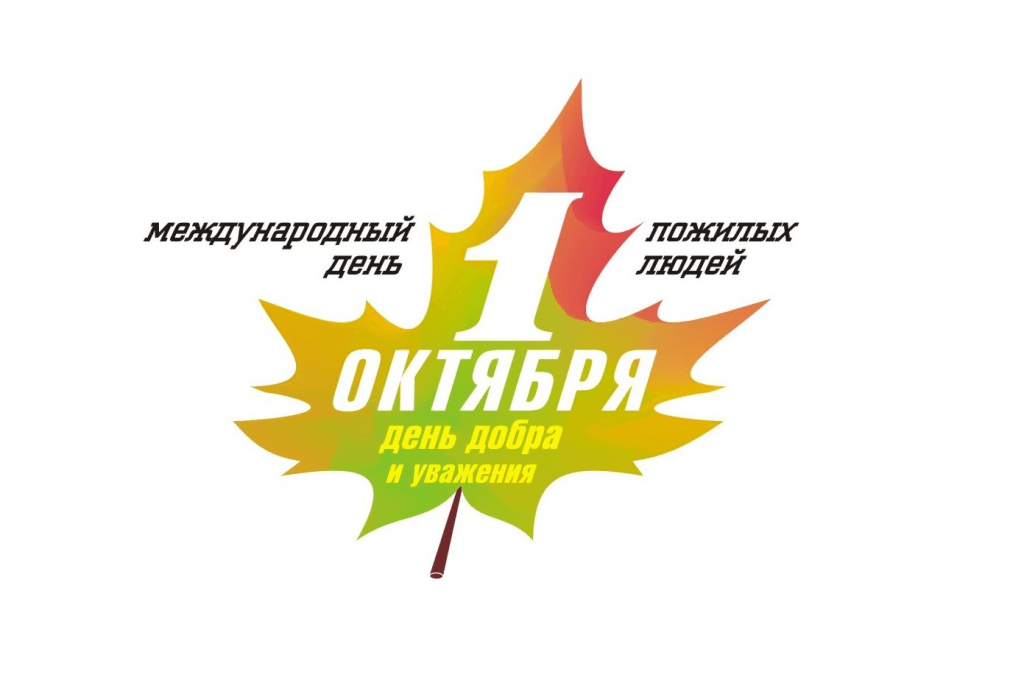 международный
день
пожилых
людей
1
ОКТЯБРЯ
день добра
и уважения